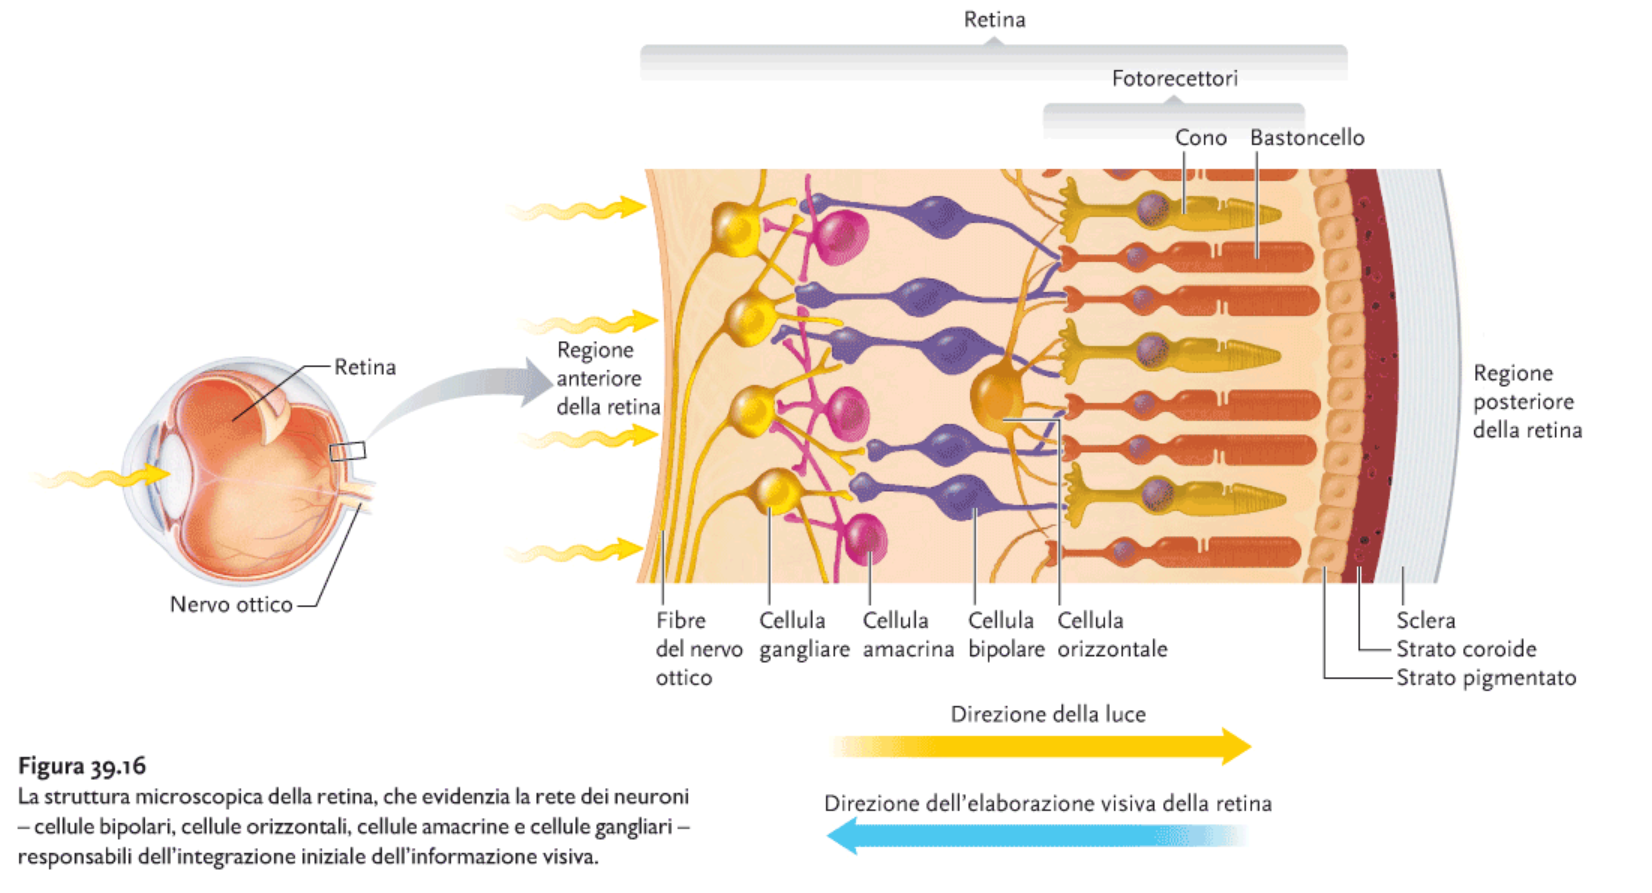 Retina
Fotorecettori
Cono
Bastoncello
Retina
Nervo ottico
Regione
anteriore
della retina
Regione
posteriore
della retina
Fibre
del nervo
ottico
Cellula
gangliare
Cellula
amacrina
Cellula
bipolare
Cellula
orizzontale
Sclera
Strato coroide
Strato pigmentato
Direzione della luce
Direzione dell'elaborazione visiva della retina
Figura 39.16
La struttura microscopica della retina, che evidenzia la rete dei neuroni
– cellule bipolari, cellule orizzontali, cellule amacrine e cellule gangliari –
responsabili dell'integrazione iniziale dell'informazione visiva.